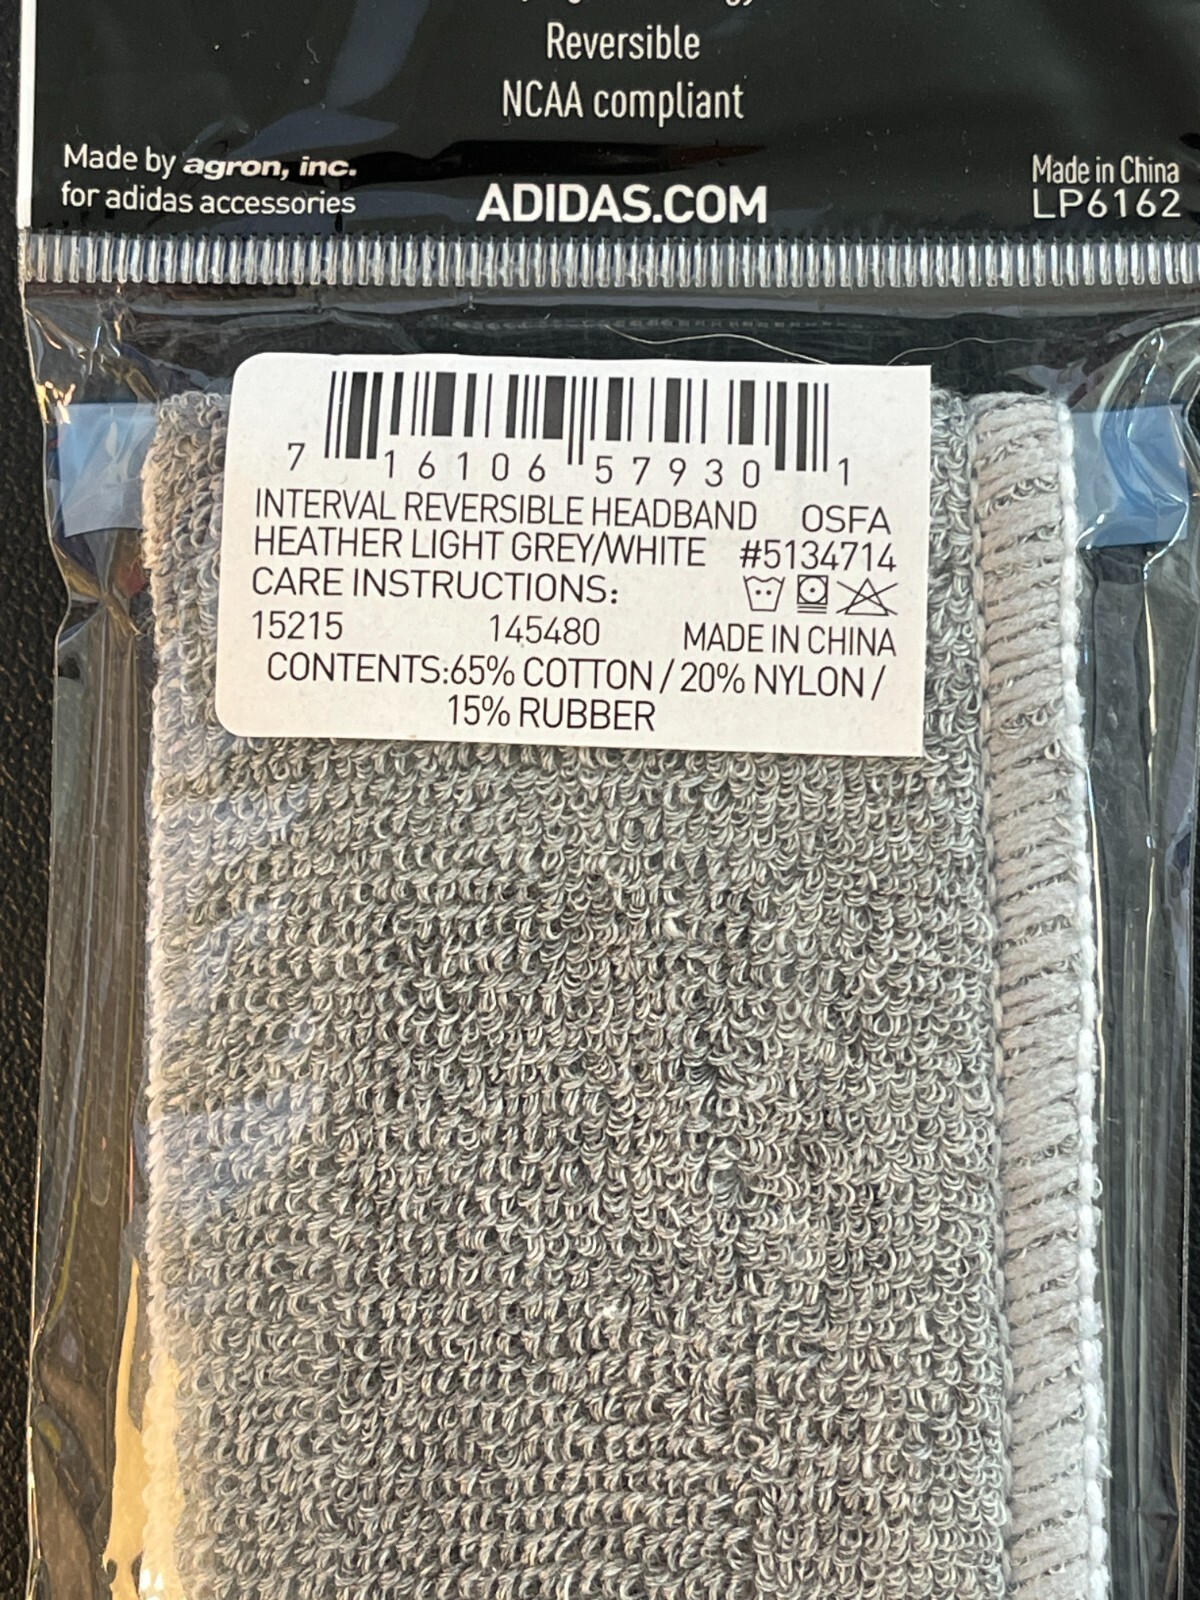 Reversible
NCAA compliant
Made by agron, inc.
for adidas accessories
ADIDAS.COM
Made in China
LP6162
7 16106 57930 1
INTERVAL REVERSIBLE HEADBAND OSFA
HEATHER LIGHT GREY/WHITE #5134714
CARE INSTRUCTIONS:
15215 145480 MADE IN CHINA
CONTENTS:65% COTTON / 20% NYLON /
15% RUBBER